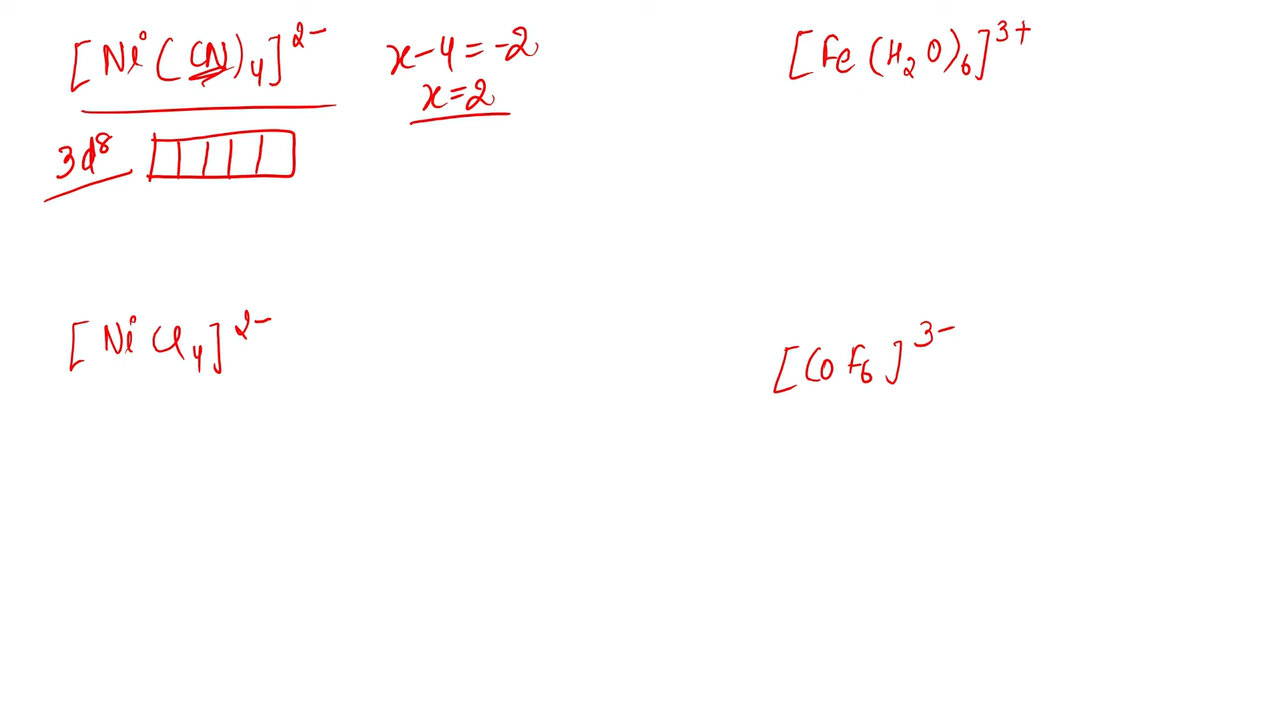 [Ni(CN)₄]²⁻
x-4=-2
x=2
3d⁸
[NiCl₄]²⁻
[Fe(H₂O)₆]³⁺
[CoF₆]³⁻